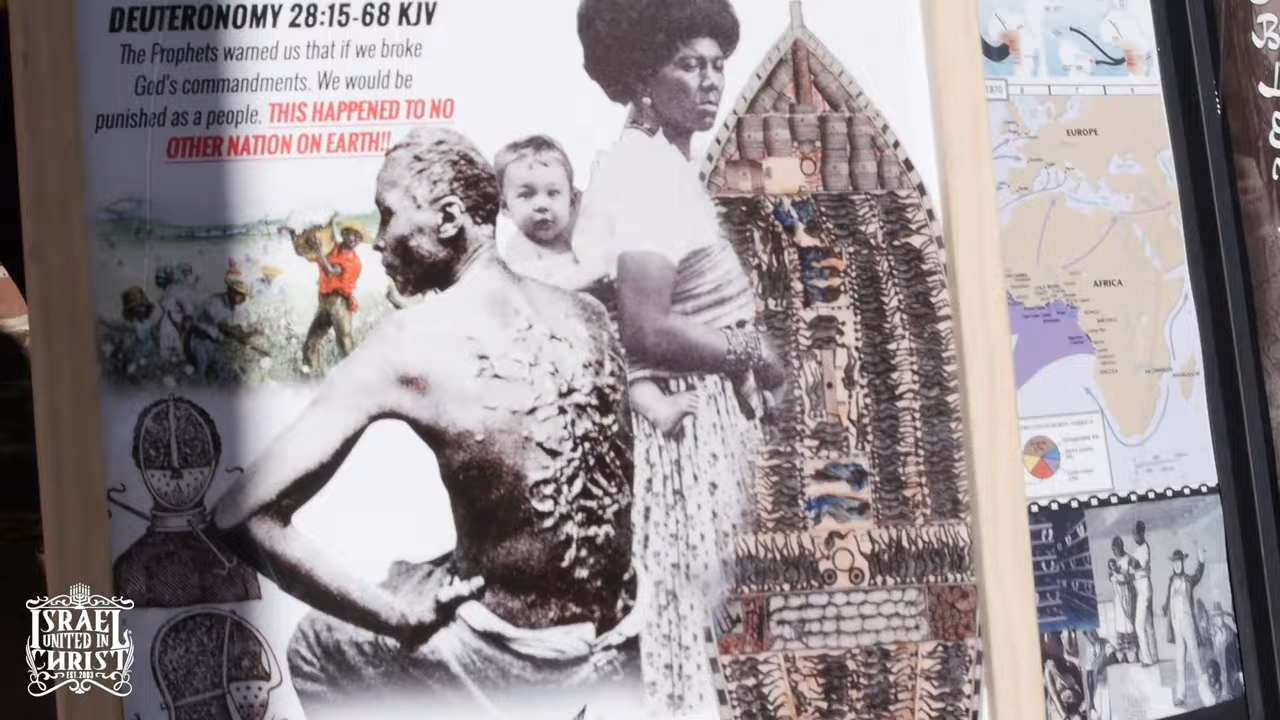 DEUTERONOMY 28:15-68 KJV
The Prophets warned us that if we broke
God's commandments. We would be
punished as a people. THIS HAPPENED TO NO
OTHER NATION ON EARTH!!
1870
EUROPE
AFRICA
ISRAEL
UNITED IN
CHRIST
EST. 2003